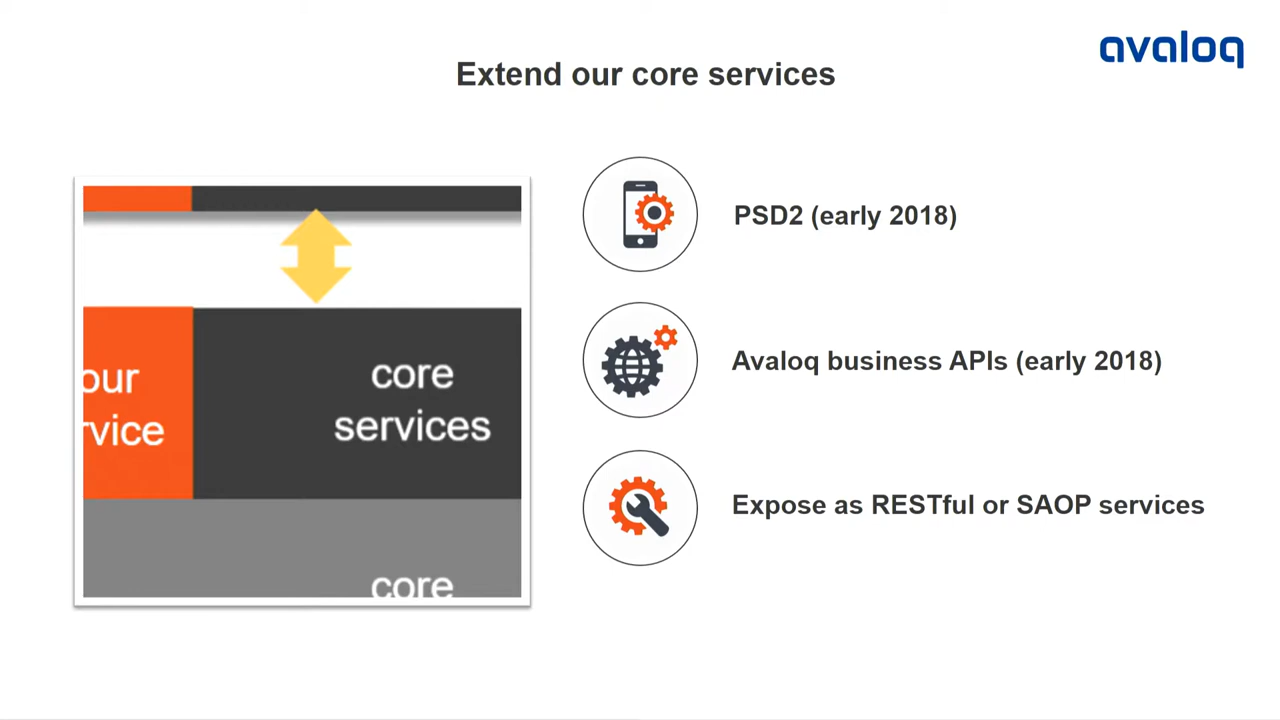 avaloq
Extend our core services
our
rvice
core
services
core
PSD2 (early 2018)
Avaloq business APIs (early 2018)
Expose as RESTful or SAOP services